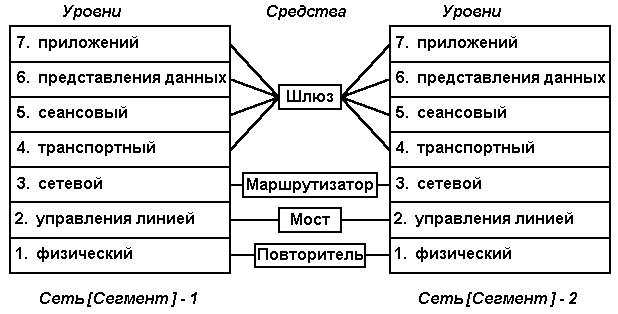 Уровни Средства Уровни
7. приложений 7. приложений
6. представления данных 6. представления данных
Шлюз
5. сеансовый 5. сеансовый
4. транспортный 4. транспортный
3. сетевой Маршрутизатор 3. сетевой
2. управления линией Мост 2. управления линией
1. физический Повторитель 1. физический
Сеть [Сегмент] - 1 Сеть [Сегмент] - 2